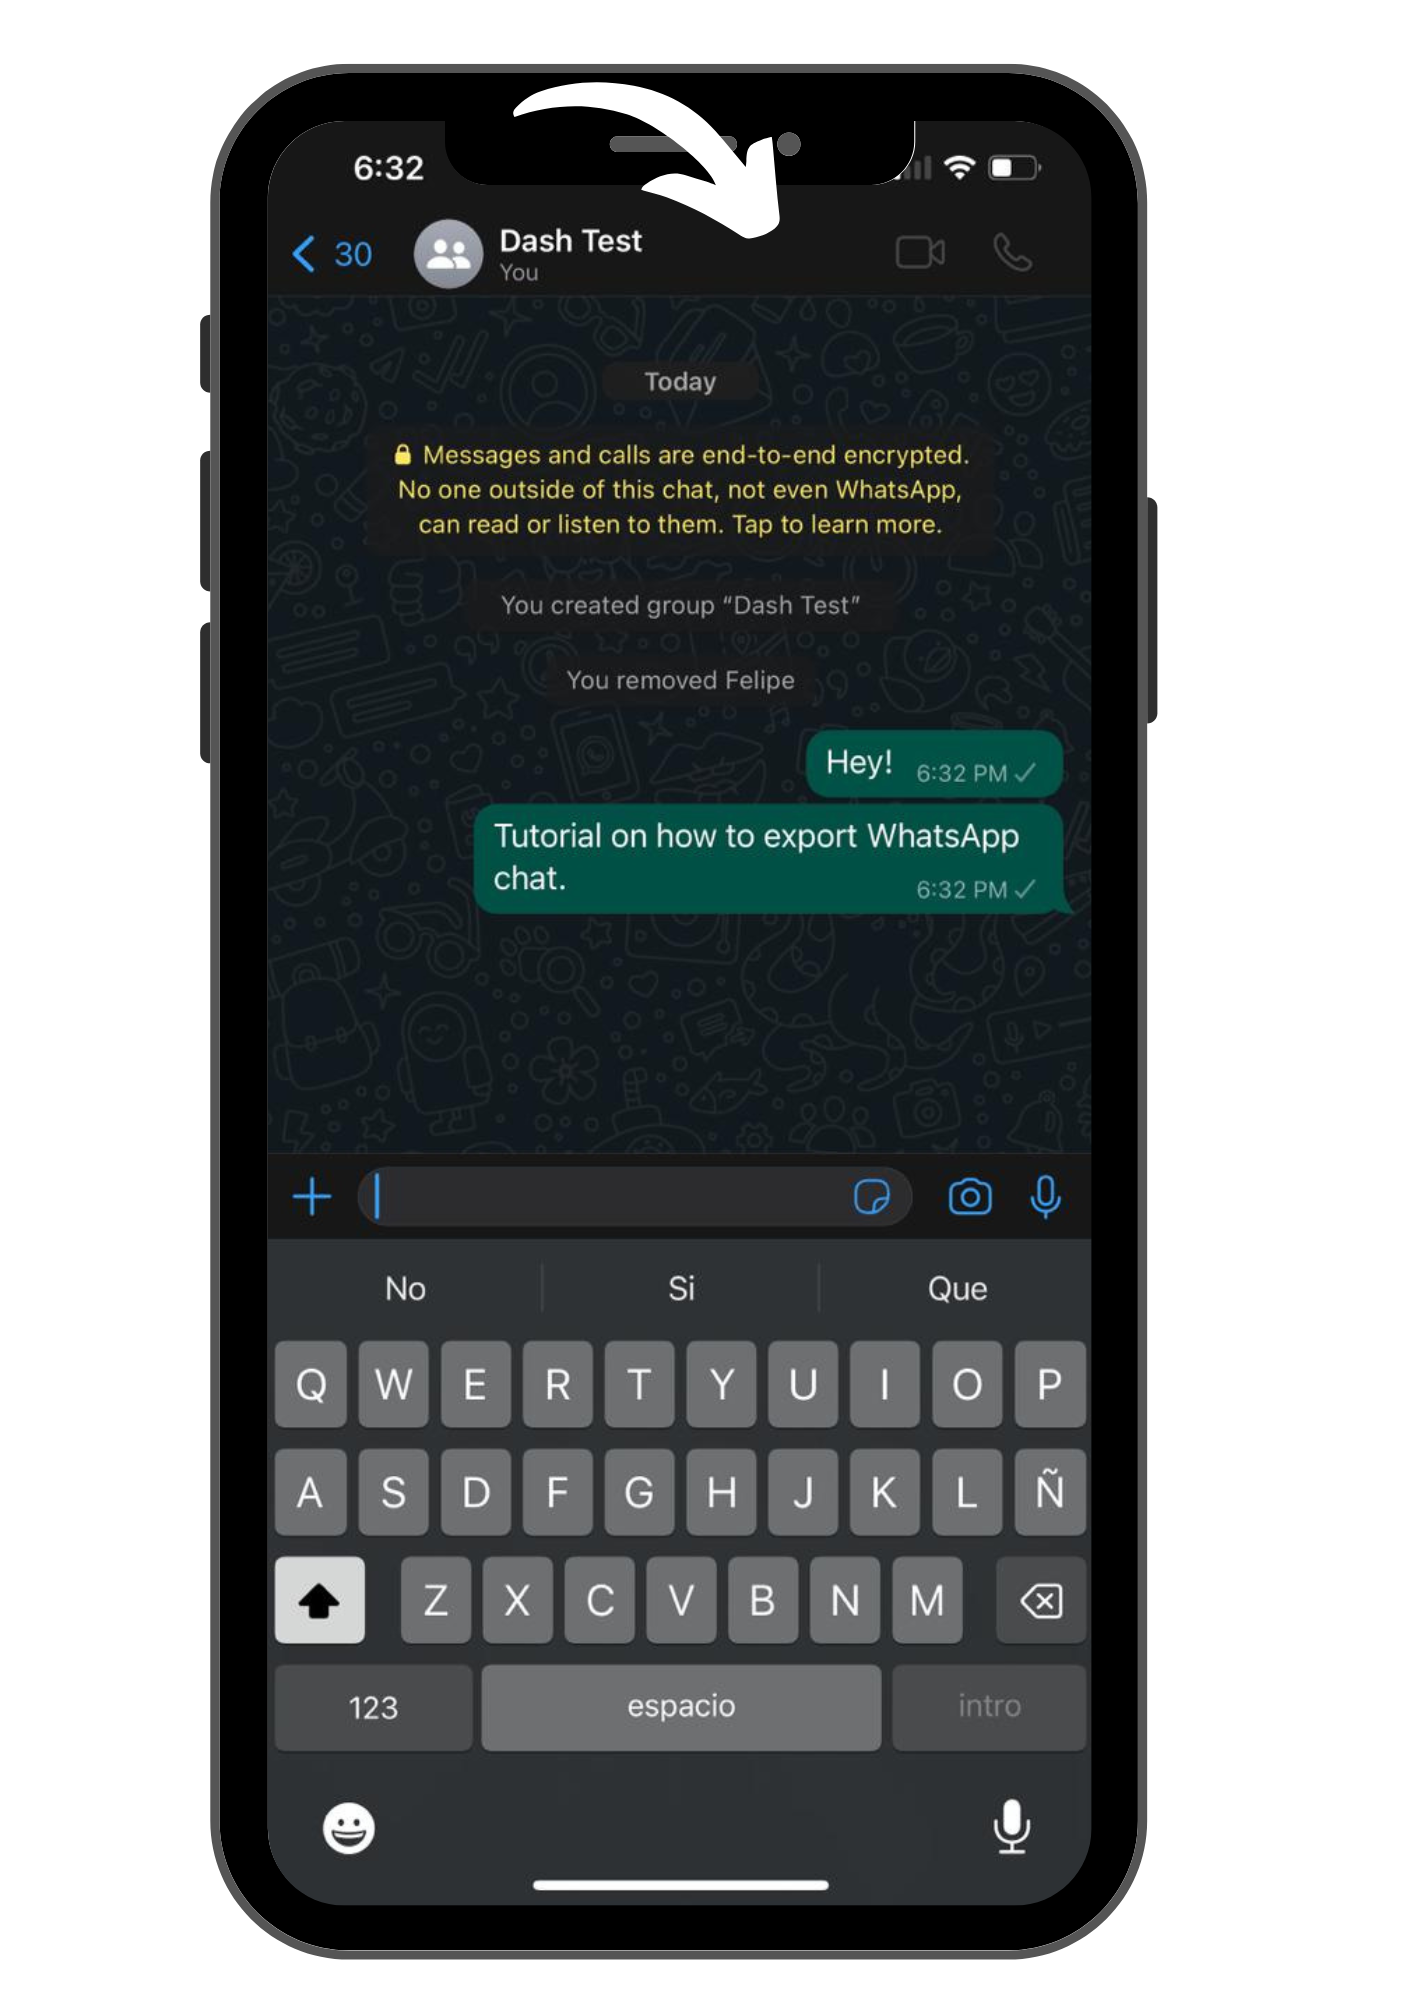 6:32
30
Dash Test
You
Today
Messages and calls are end-to-end encrypted.
No one outside of this chat, not even WhatsApp,
can read or listen to them. Tap to learn more.
You created group “Dash Test”
You removed Felipe
Hey! 6:32 PM
Tutorial on how to export WhatsApp
chat. 6:32 PM
No Si Que
Q W E R T Y U I O P
A S D F G H J K L Ñ
Z X C V B N M
123 espacio intro